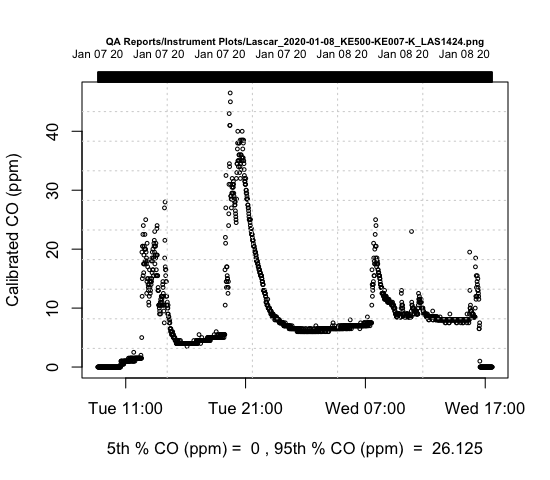 QA Reports/Instrument Plots/Lascar_2020-01-08_KE500-KE007-K_LAS1424.png
Jan 07 20 Jan 07 20 Jan 07 20 Jan 07 20 Jan 08 20 Jan 08 20 Jan 08 20
Calibrated CO (ppm)
40
30
20
10
0
Tue 11:00 Tue 21:00 Wed 07:00 Wed 17:00
5th % CO (ppm) = 0 , 95th % CO (ppm) = 26.125